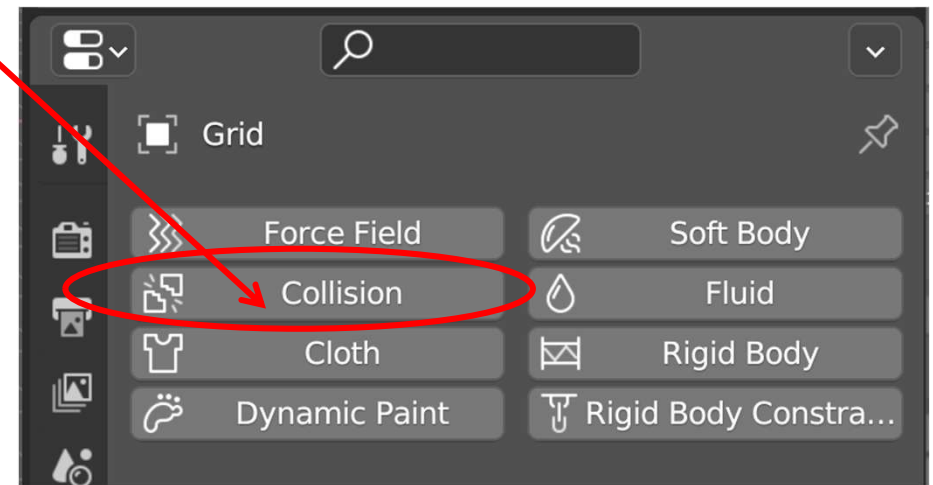 Grid
Force Field Soft Body
Collision Fluid
Cloth Rigid Body
Dynamic Paint Rigid Body Constra...